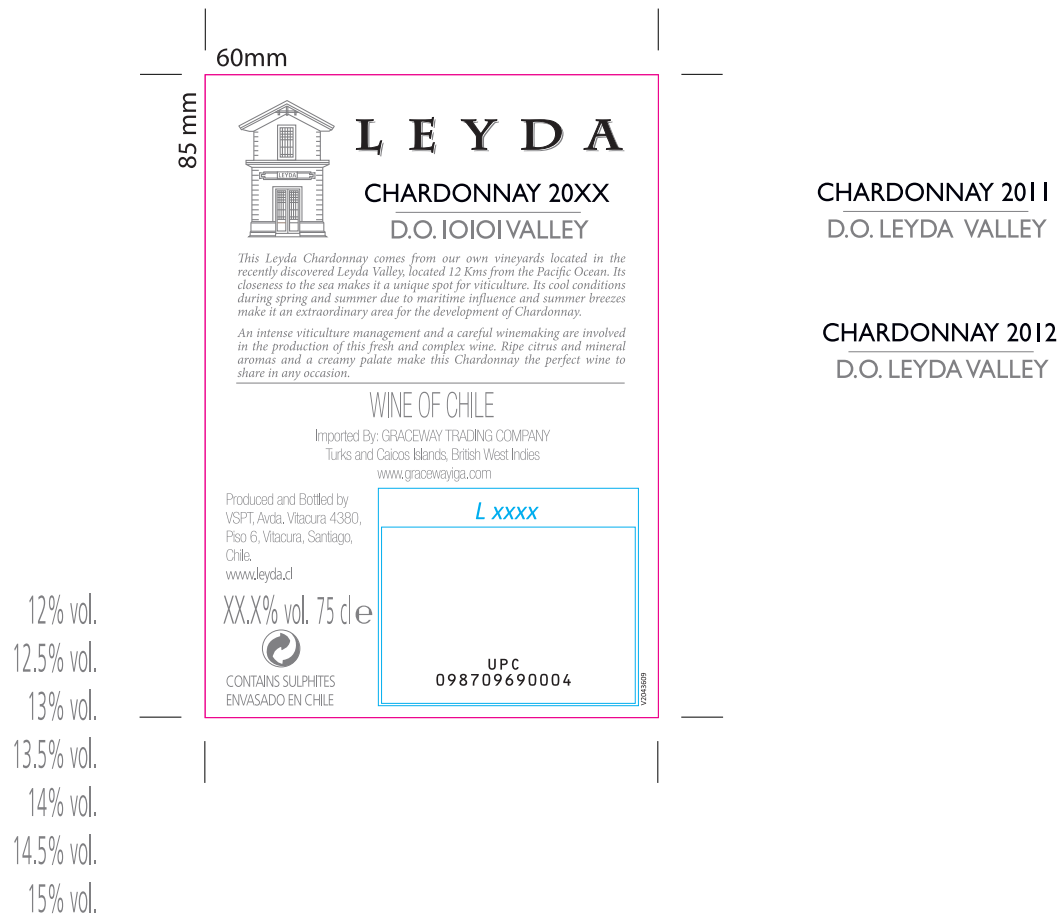 60mm
85 mm
LEYDA
LEYDA
CHARDONNAY 20XX
D.O. IOIOI VALLEY
This Leyda Chardonnay comes from our own vineyards located in the
recently discovered Leyda Valley, located 12 Kms from the Pacific Ocean. Its
closeness to the sea makes it a unique spot for viticulture. Its cool conditions
during spring and summer due to maritime influence and summer breezes
make it an extraordinary area for the development of Chardonnay.
An intense viticulture management and a careful winemaking are involved
in the production of this fresh and complex wine. Ripe citrus and mineral
aromas and a creamy palate make this Chardonnay the perfect wine to
share in any occasion.
WINE OF CHILE
Imported By: GRACEWAY TRADING COMPANY
Turks and Caicos Islands, British West Indies
www.gracewayiga.com
Produced and Bottled by
VSPT, Avda. Vitacura 4380,
Piso 6, Vitacura, Santiago,
Chile.
www.leyda.cl
XX.X% vol. 75 cl e
CONTAINS SULPHITES
ENVASADO EN CHILE
L xxxx
UPC
098709690004
V2043609
CHARDONNAY 2011
D.O. LEYDA VALLEY
CHARDONNAY 2012
D.O. LEYDA VALLEY
12% vol.
12.5% vol.
13% vol.
13.5% vol.
14% vol.
14.5% vol.
15% vol.